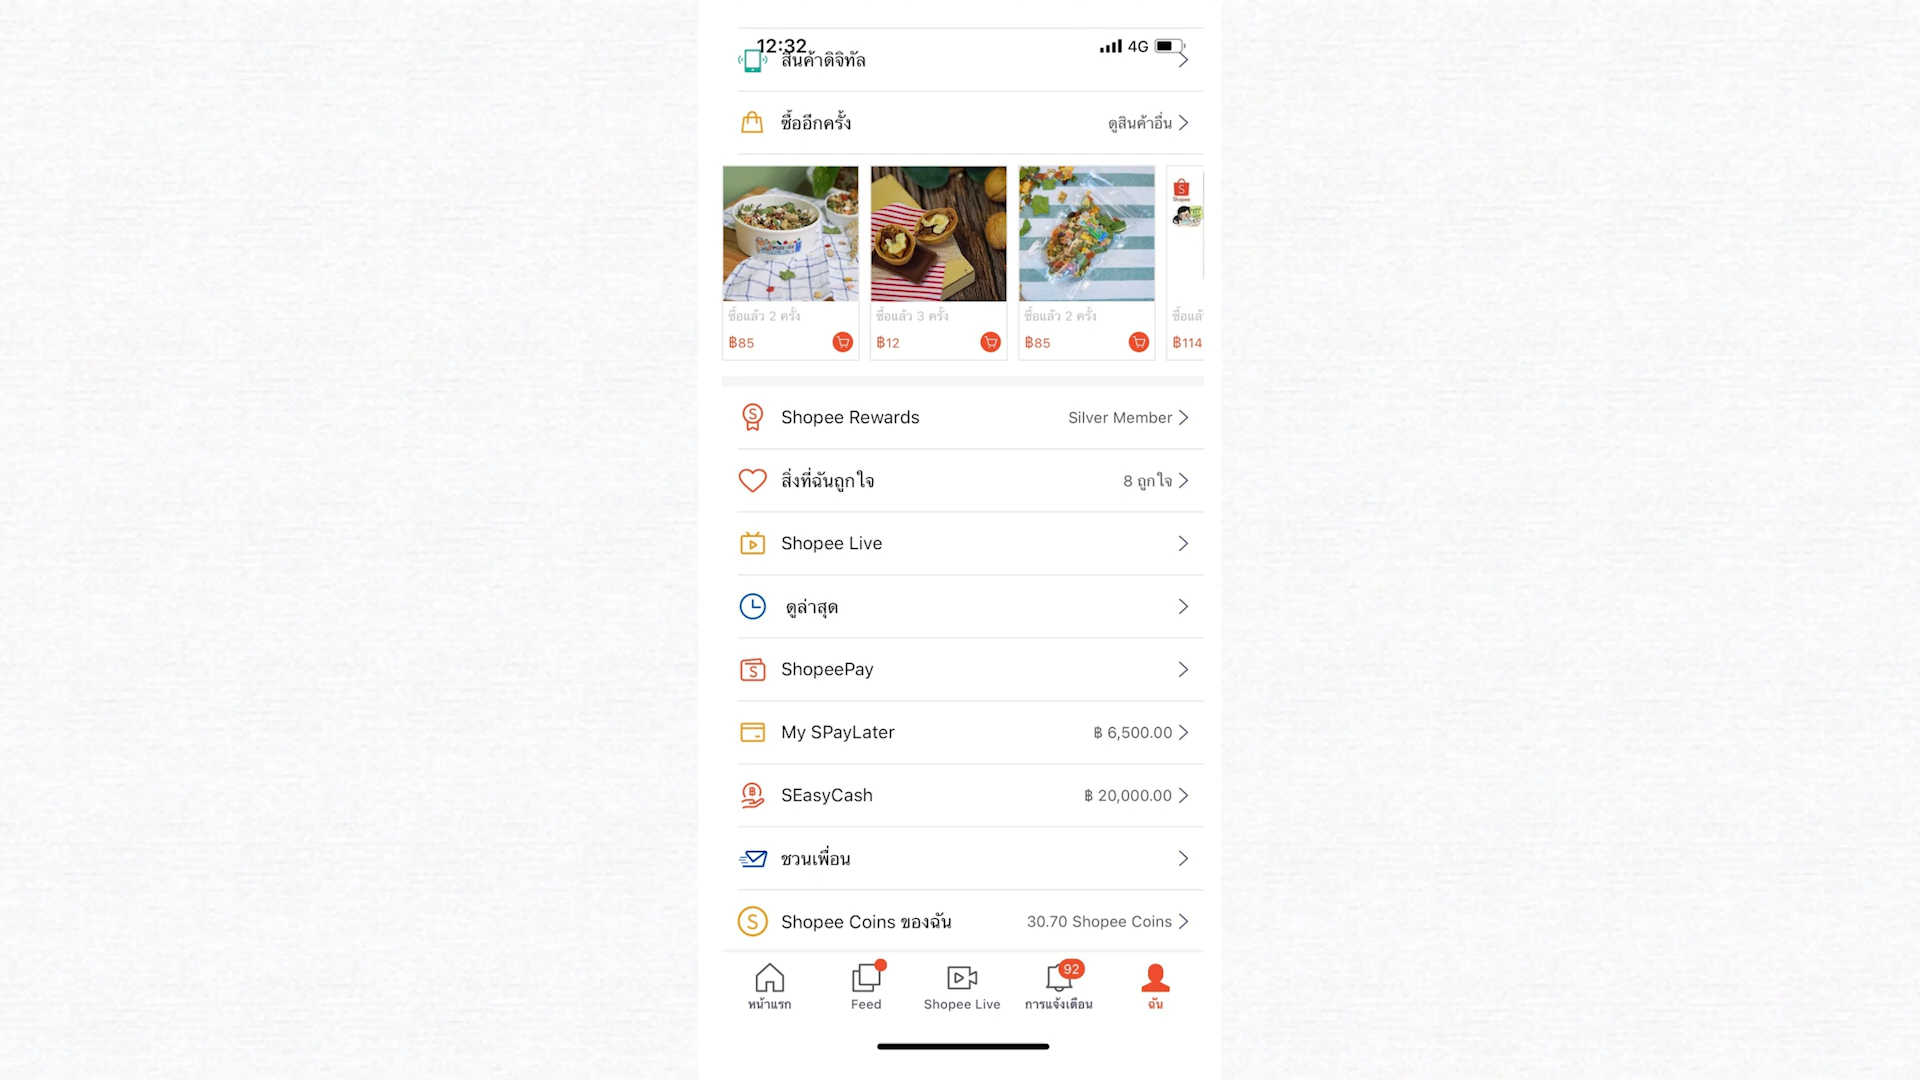 12:32
4G
สินค้าดิจิทัล
ซื้ออีกครั้ง
ดูสินค้าอื่น
S
Shopee
ซื้อแล้ว 2 ครั้ง
ซื้อแล้ว 3 ครั้ง
ซื้อแล้ว 2 ครั้ง
ซื้อแล้
฿85
฿12
฿85
฿114
Shopee Rewards
Silver Member
สิ่งที่ฉันถูกใจ
8 ถูกใจ
Shopee Live
ดูล่าสุด
ShopeePay
My SPayLater
฿ 6,500.00
SEasyCash
฿ 20,000.00
ชวนเพื่อน
Shopee Coins ของฉัน
30.70 Shopee Coins
92
หน้าแรก
Feed
Shopee Live
การแจ้งเตือน
ฉัน